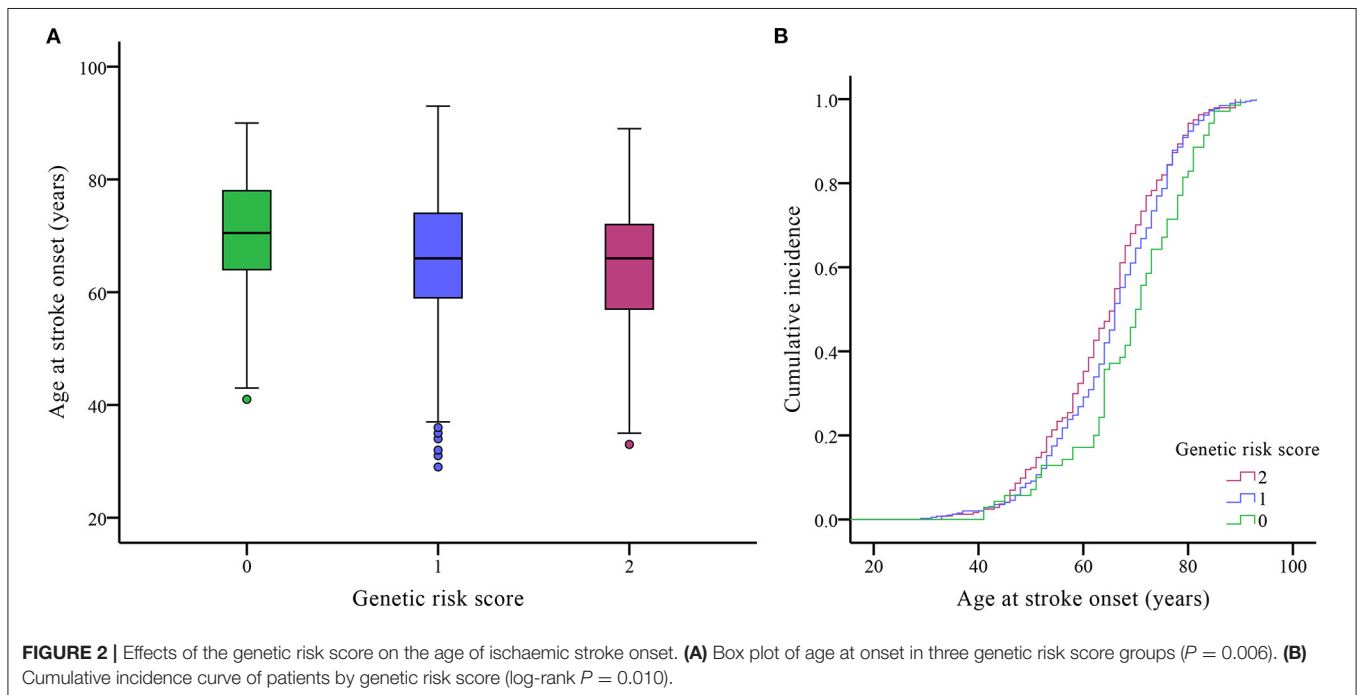 A
100
80
60
40
20
Age at stroke onset (years)
0 1 2
Genetic risk score
B
1.0
0.8
0.6
0.4
0.2
0.0
Cumulative incidence
Genetic risk score
2
1
0
20 40 60 80 100
Age at stroke onset (years)
FIGURE 2 | Effects of the genetic risk score on the age of ischaemic stroke onset. (A) Box plot of age at onset in three genetic risk score groups (P = 0.006). (B)
Cumulative incidence curve of patients by genetic risk score (log-rank P = 0.010).